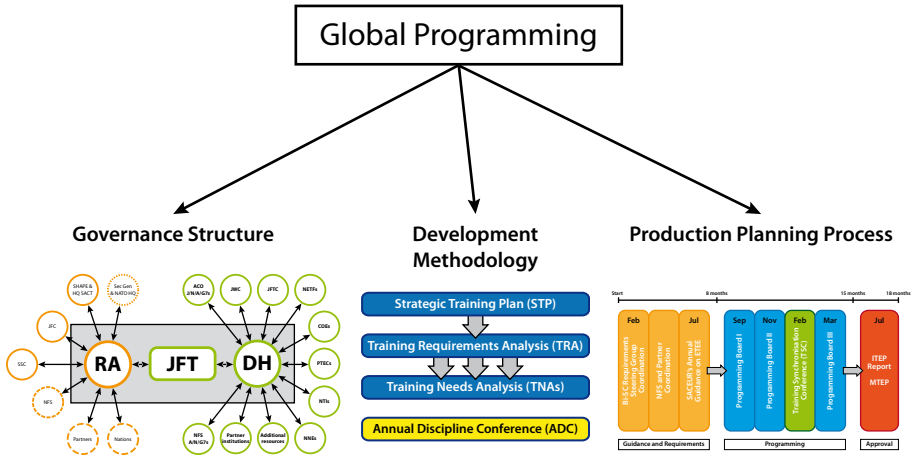 Global Programming
Governance Structure
Development
Methodology
Production Planning Process
SHAPE &
HQ SACT
Sec Gen
& NATO HQ
JFC
SSC
NFS
Partners
Nations
RA
JFT
DH
ACO
J/N/A/G7s
JWC
JFTC
NETFs
COEs
PTECs
NTIs
NNEs
Additional
resources
Partner
institutions
NFS
A/N/G7s
Strategic Training Plan (STP)
Training Requirements Analysis (TRA)
Training Needs Analysis (TNAs)
Annual Discipline Conference (ADC)
Start
8 months
15 months
18 months
Feb
BI-SC Requirements
Steering Group
Coordination
NFS and Partner
Coordination
Jul
SACEUR's Annual
Guidance on ETEE
Sep
Programming Board I
Nov
Programming Board II
Feb
Training Synchronisation
Conference (TSC)
Mar
Programming Board III
Jul
ITEP
Report
MTEP
Guidance and Requirements
Programming
Approval